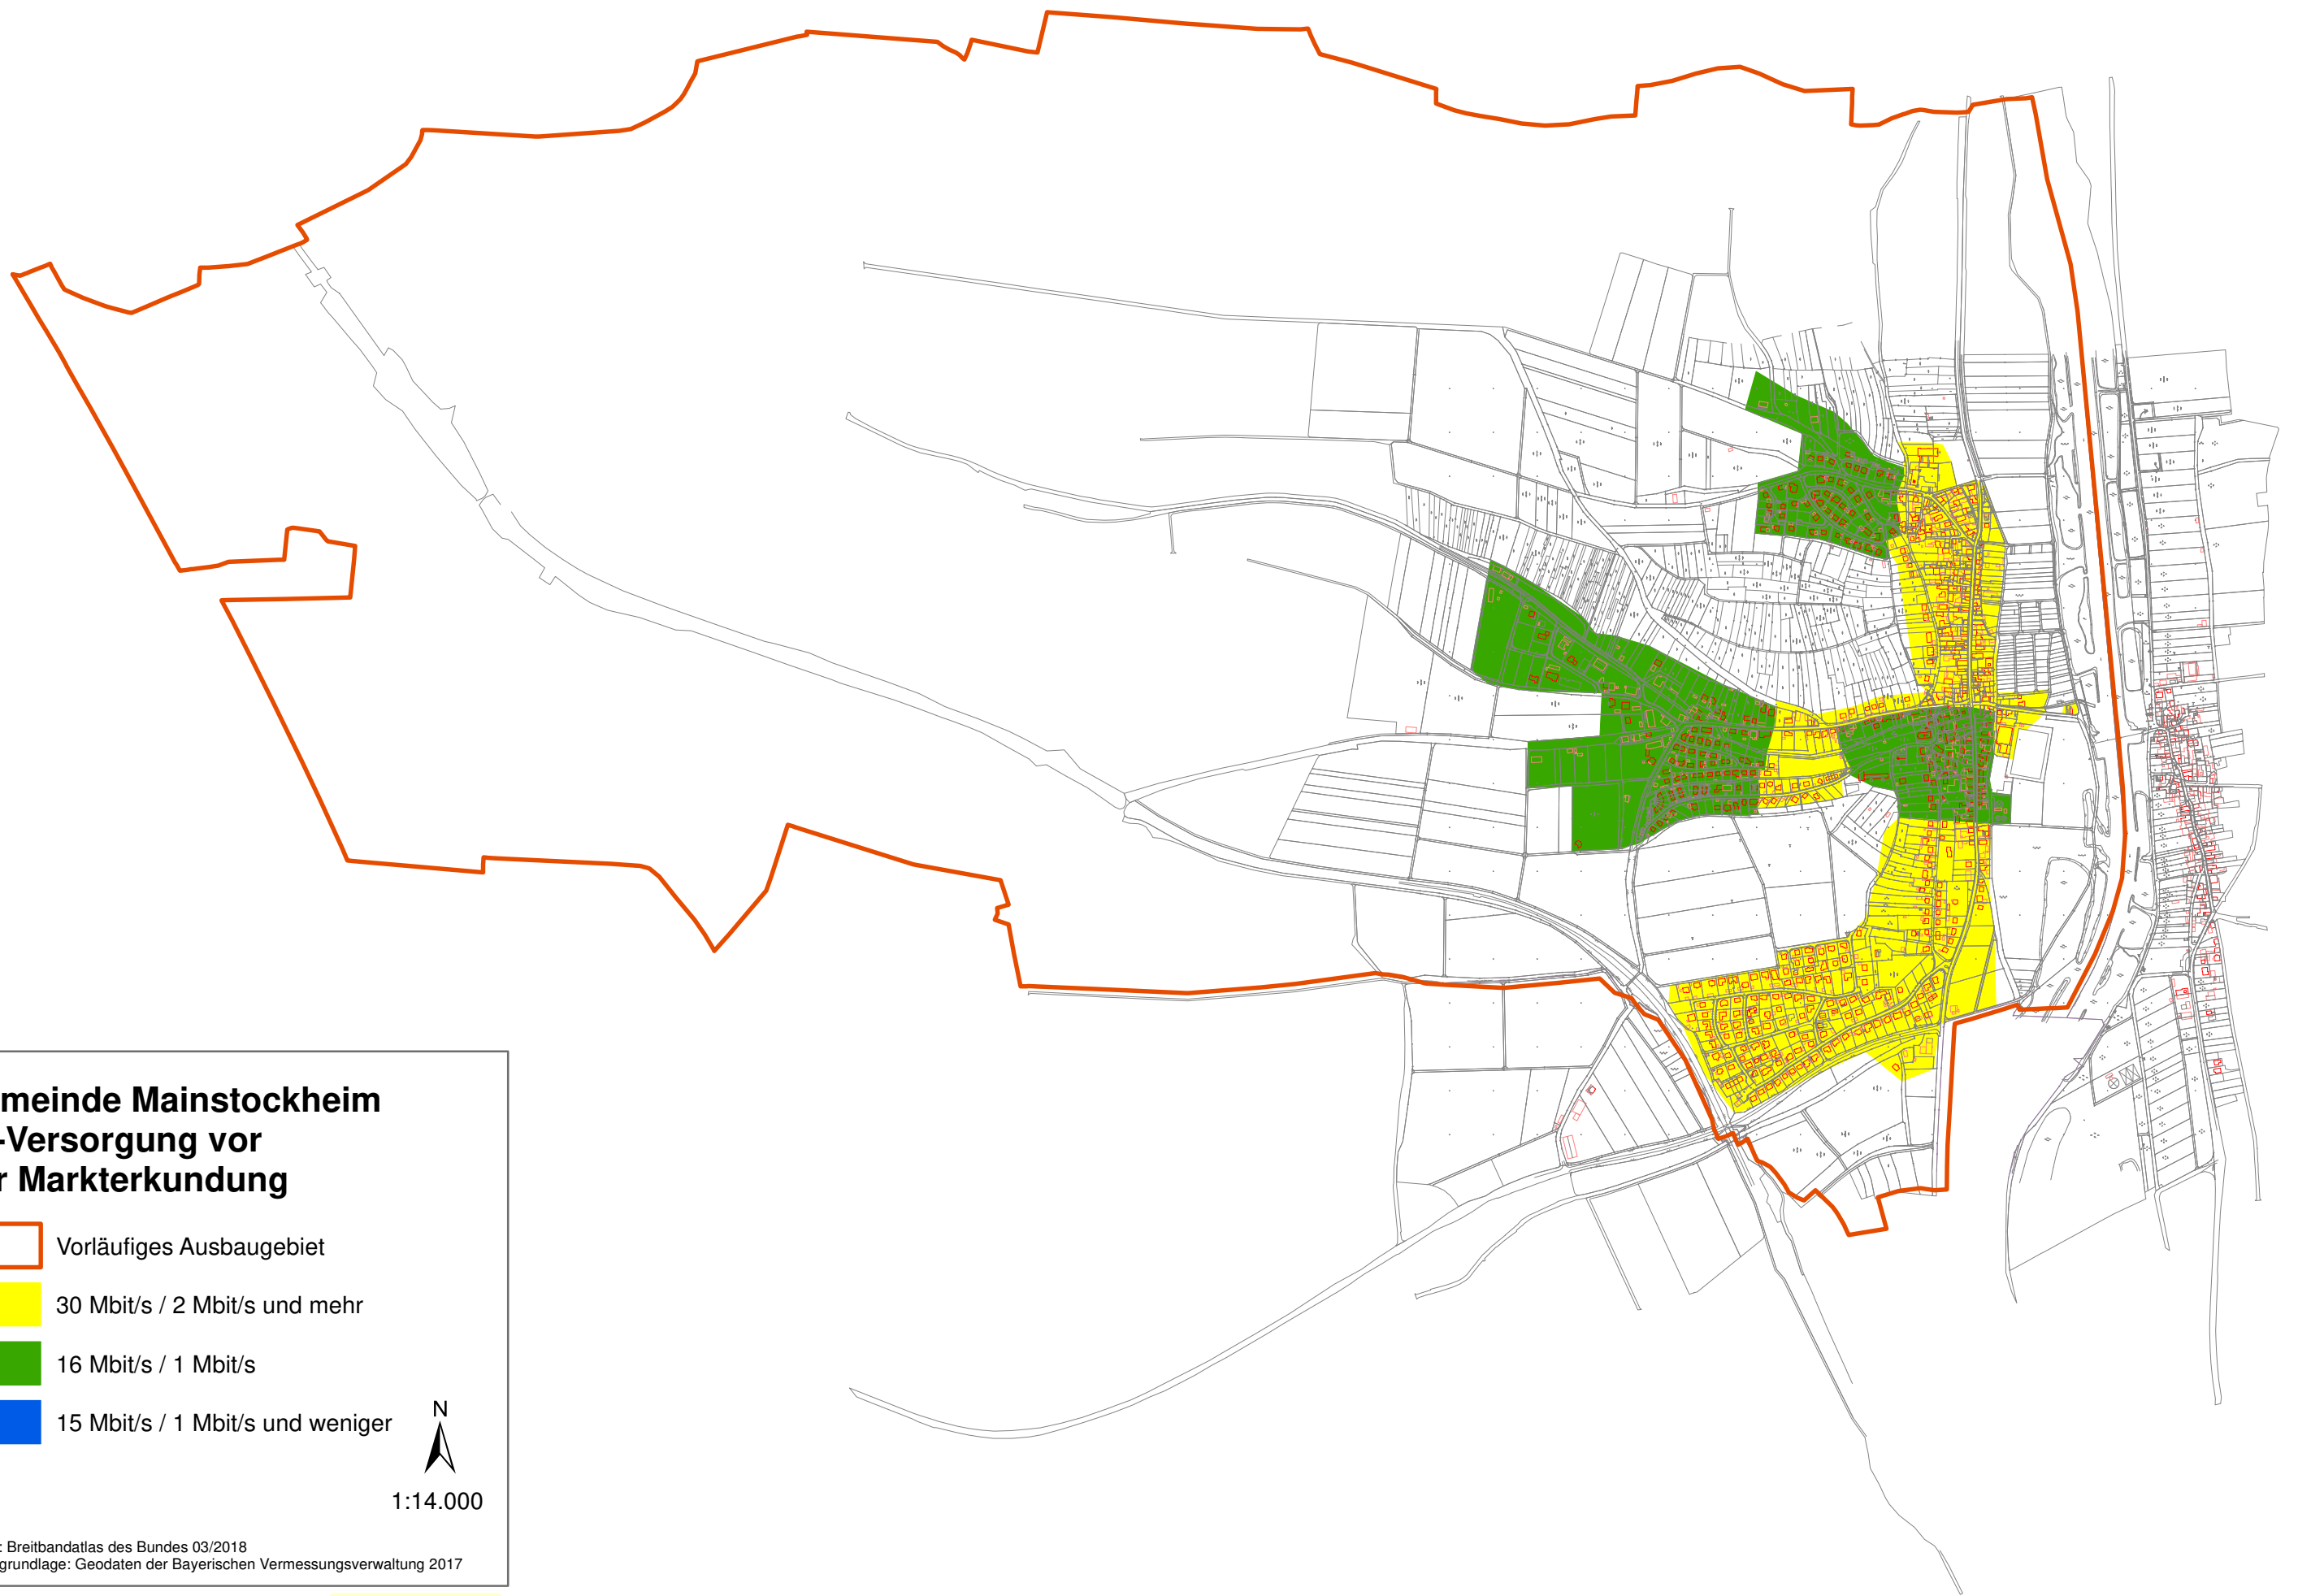 meinde Mainstockheim
-Versorgung vor
r Markterkundung
Vorläufiges Ausbaugebiet
30 Mbit/s / 2 Mbit/s und mehr
16 Mbit/s / 1 Mbit/s
15 Mbit/s / 1 Mbit/s und weniger
N
1:14.000
: Breitbandatlas des Bundes 03/2018
grundlage: Geodaten der Bayerischen Vermessungsverwaltung 2017